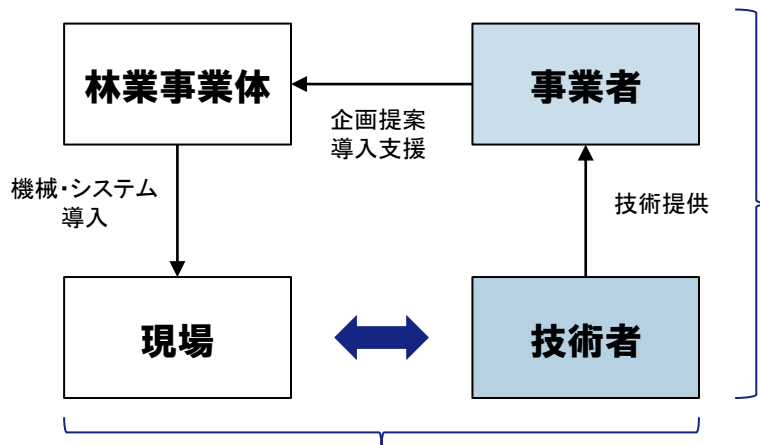 林業事業体
事業者
企画提案
導入支援
機械・システム
導入
技術提供
現場
技術者